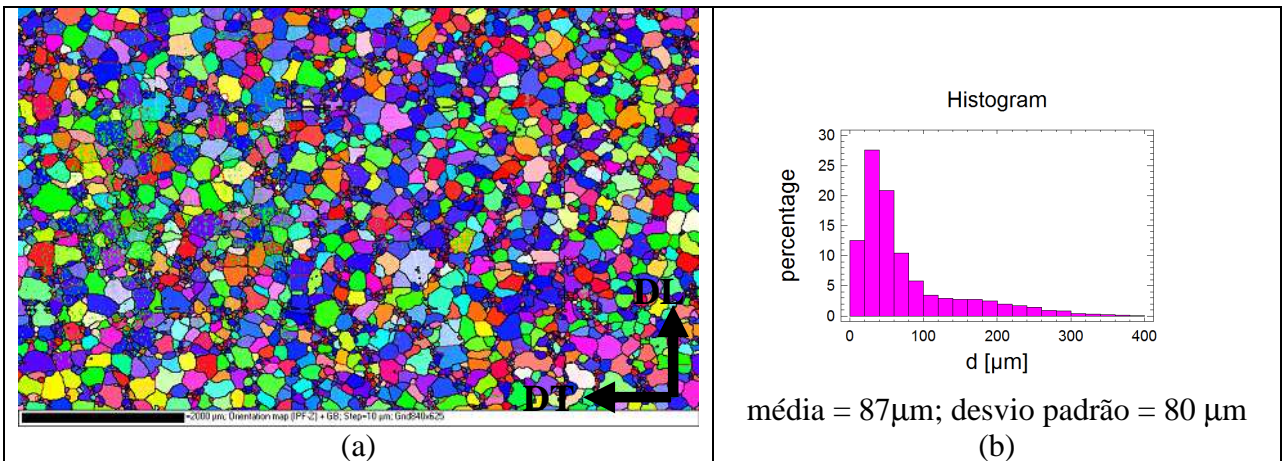 DL
DT
=2000 µm; Orientation map (IPF-Z) + GB; Step=10 µm; Grid840x625
(a)
Histogram
percentage
30
25
20
15
10
5
0
0 100 200 300 400
d [µm]
média = 87µm; desvio padrão = 80 µm
(b)